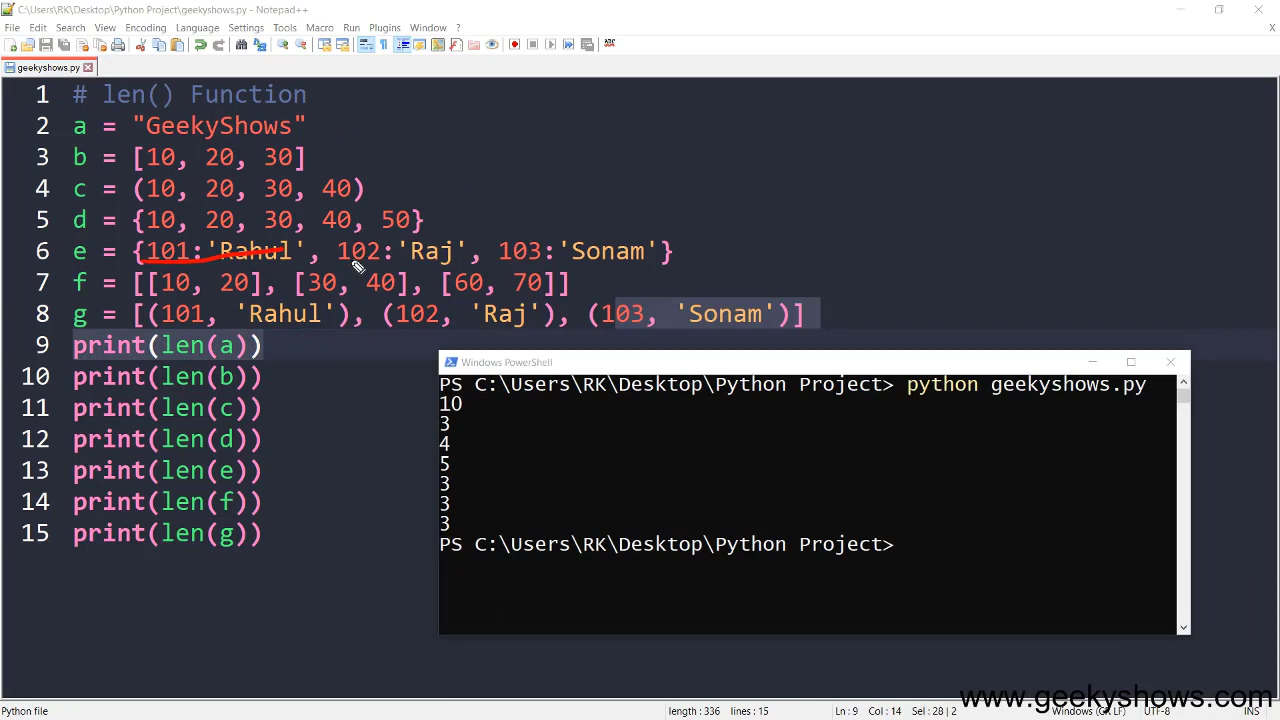 C:\Users\RK\Desktop\Python Project\geekyshows.py - Notepad++
File Edit Search View Encoding Language Settings Tools Macro Run Plugins Window ? X
geekyshows.py
1 # len() Function
2 a = "GeekyShows"
3 b = [10, 20, 30]
4 c = (10, 20, 30, 40)
5 d = {10, 20, 30, 40, 50}
6 e = {101:'Rahul', 102:'Raj', 103:'Sonam'}
7 f = [[10, 20], [30, 40], [60, 70]]
8 g = [(101, 'Rahul'), (102, 'Raj'), (103, 'Sonam')]
9 print(len(a))
10 print(len(b))
11 print(len(c))
12 print(len(d))
13 print(len(e))
14 print(len(f))
15 print(len(g))
Windows PowerShell
PS C:\Users\RK\Desktop\Python Project> python geekyshows.py
10
3
4
5
3
3
3
PS C:\Users\RK\Desktop\Python Project>
www.geekyshows.com
Python file length : 336 lines : 15 Ln : 9 Col : 14 Sel : 28 | 2 Windows (CR LF) UTF-8 INS